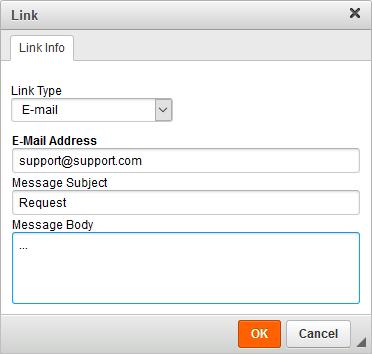 Link
Link Info
Link Type
E-mail
E-Mail Address
support@support.com
Message Subject
Request
Message Body
...
OK Cancel